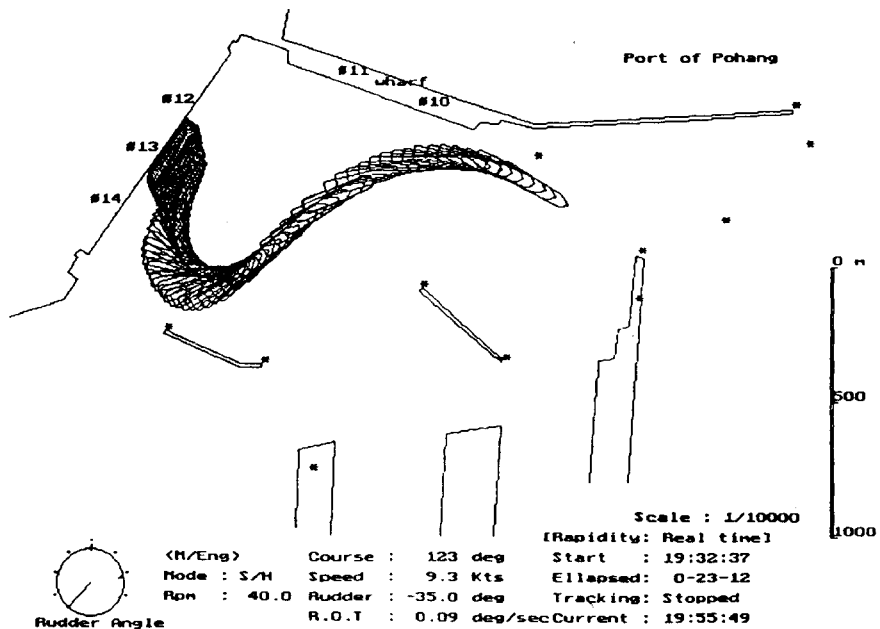 Port of Pohang
#11
wharf
#10
#12
#13
#14
0 m
500
1000
Scale : 1/10000
[Rapidity: Real time]
(M/Eng) Course : 123 deg Start : 19:32:37
Mode : S/H Speed : 9.3 Kts Ellapsed: 0-23-12
Rpm : 40.0 Rudder : -35.0 deg Tracking: Stopped
Rudder Angle R.O.T : 0.09 deg/sec Current : 19:55:49